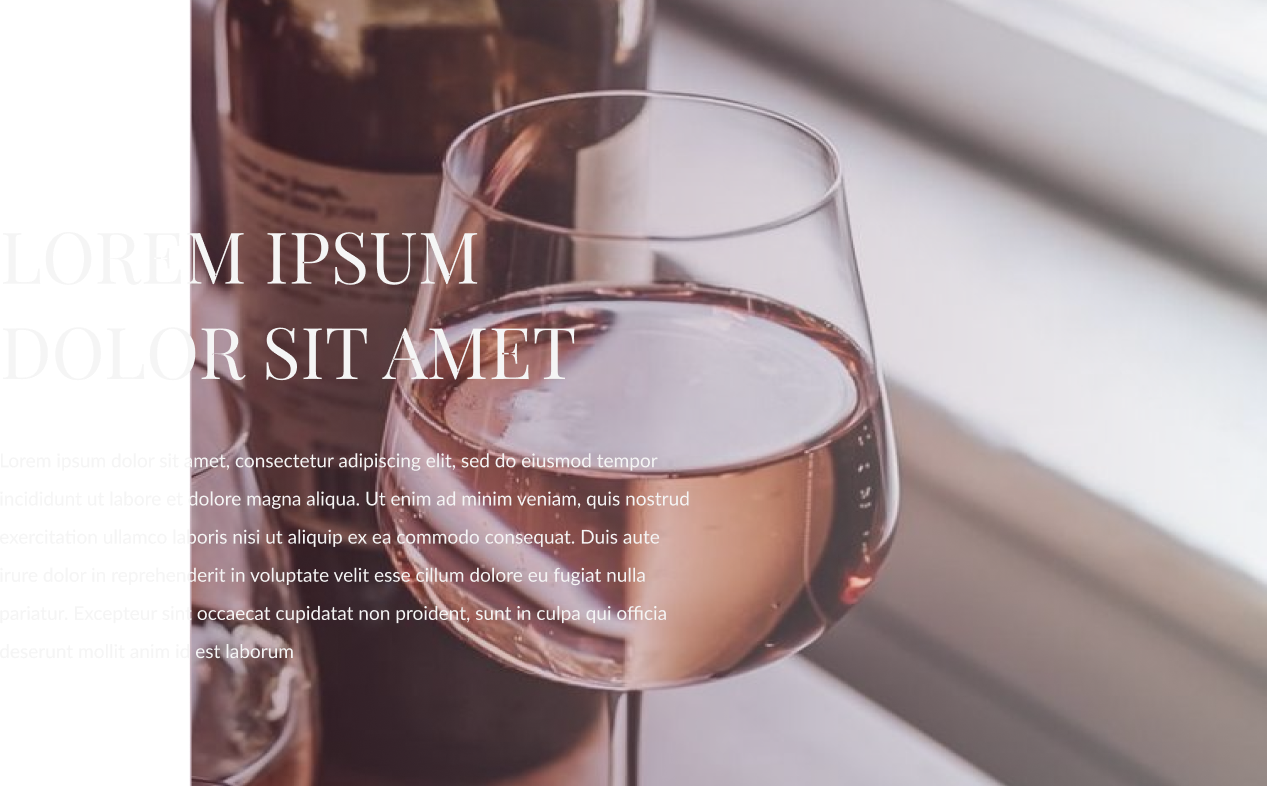 LOREM IPSUM
DOLOR SIT AMET
Lorem ipsum dolor sit amet, consectetur adipiscing elit, sed do eiusmod tempor
incididunt ut labore et dolore magna aliqua. Ut enim ad minim veniam, quis nostrud
exercitation ullamco laboris nisi ut aliquip ex ea commodo consequat. Duis aute
irure dolor in reprehenderit in voluptate velit esse cillum dolore eu fugiat nulla
pariatur. Excepteur sint occaecat cupidatat non proident, sunt in culpa qui officia
deserunt mollit anim id est laborum